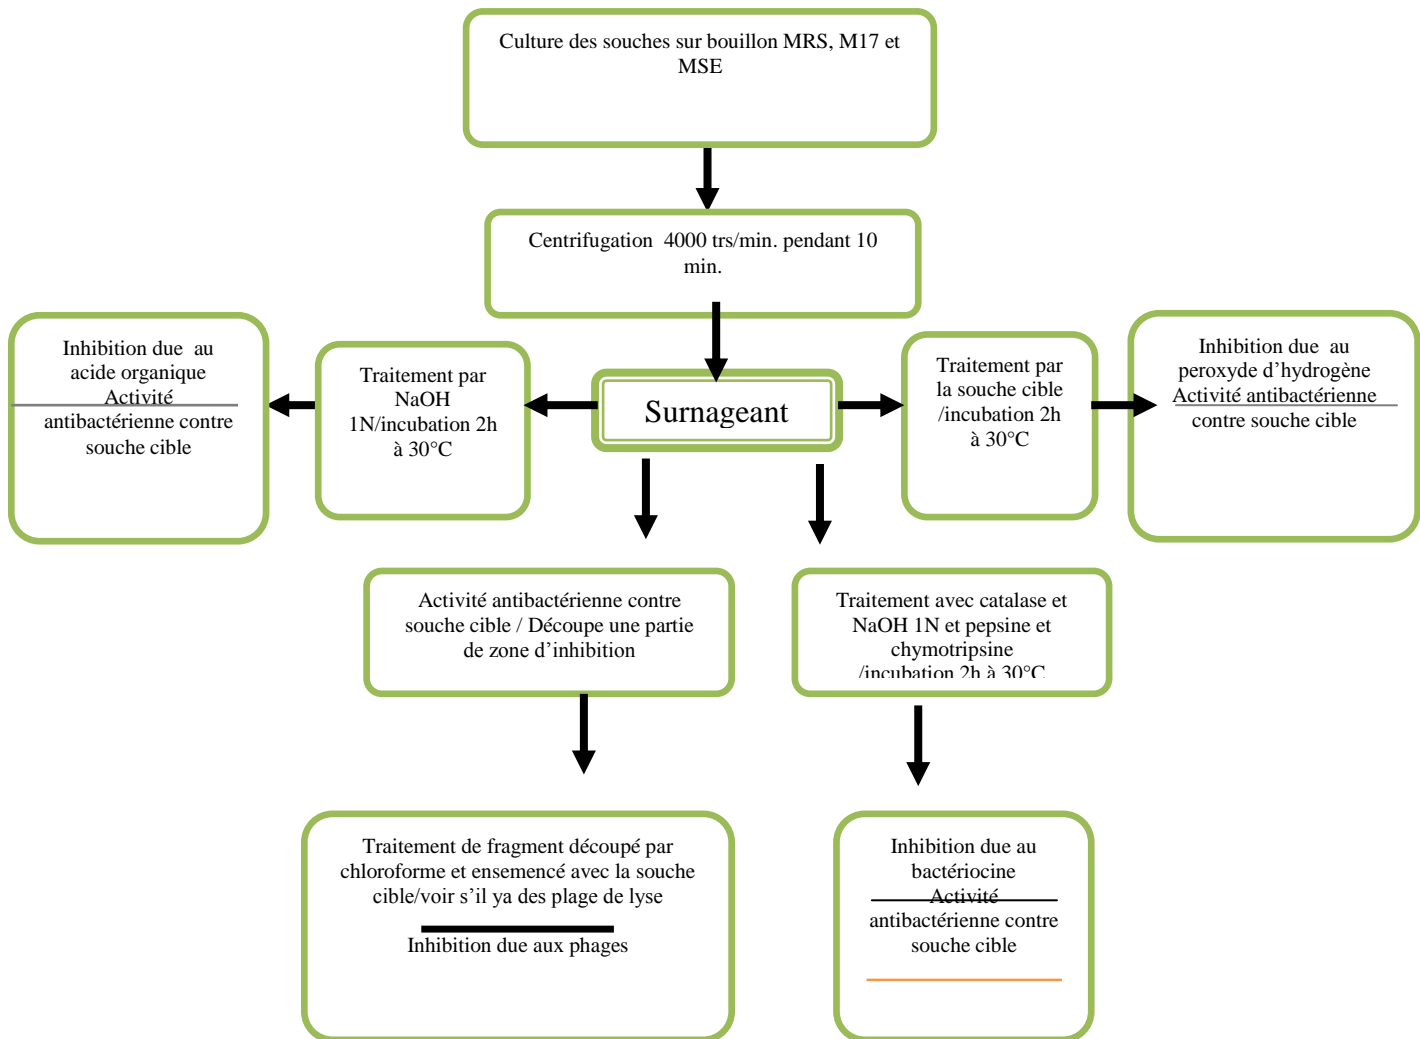 Culture des souches sur bouillon MRS, M17 et
MSE
Centrifugation 4000 trs/min. pendant 10
min.
Inhibition due au
acide organique
Activité
antibactérienne contre
souche cible
Traitement par
NaOH
1N/incubation 2h
à 30°C
Surnageant
Traitement par
la souche cible
/incubation 2h
à 30°C
Inhibition due au
peroxyde d’hydrogène
Activité antibactérienne
contre souche cible
Activité antibactérienne contre
souche cible / Découpe une partie
de zone d’inhibition
Traitement avec catalase et
NaOH 1N et pepsine et
chymotripsine
/incubation 2h à 30°C
Traitement de fragment découpé par
chloroforme et ensemencé avec la souche
cible/voir s’il ya des plage de lyse
Inhibition due aux phages
Inhibition due au
bactériocine
Activité
antibactérienne contre
souche cible